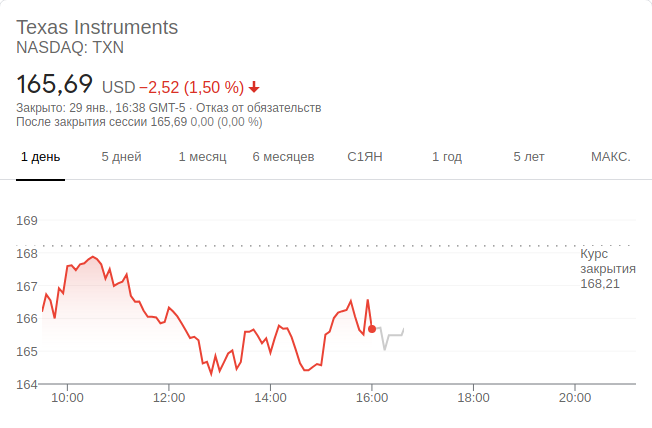 Texas Instruments
NASDAQ: TXN
165,69 USD −2,52 (1,50 %)
Закрыто: 29 янв., 16:38 GMT-5 · Отказ от обязательств
После закрытия сессии 165,69 0,00 (0,00 %)
1 день 5 дней 1 месяц 6 месяцев С1ЯН 1 год 5 лет МАКС.
169
168
167
166
165
164
Курс
закрытия
168,21
10:00 12:00 14:00 16:00 18:00 20:00